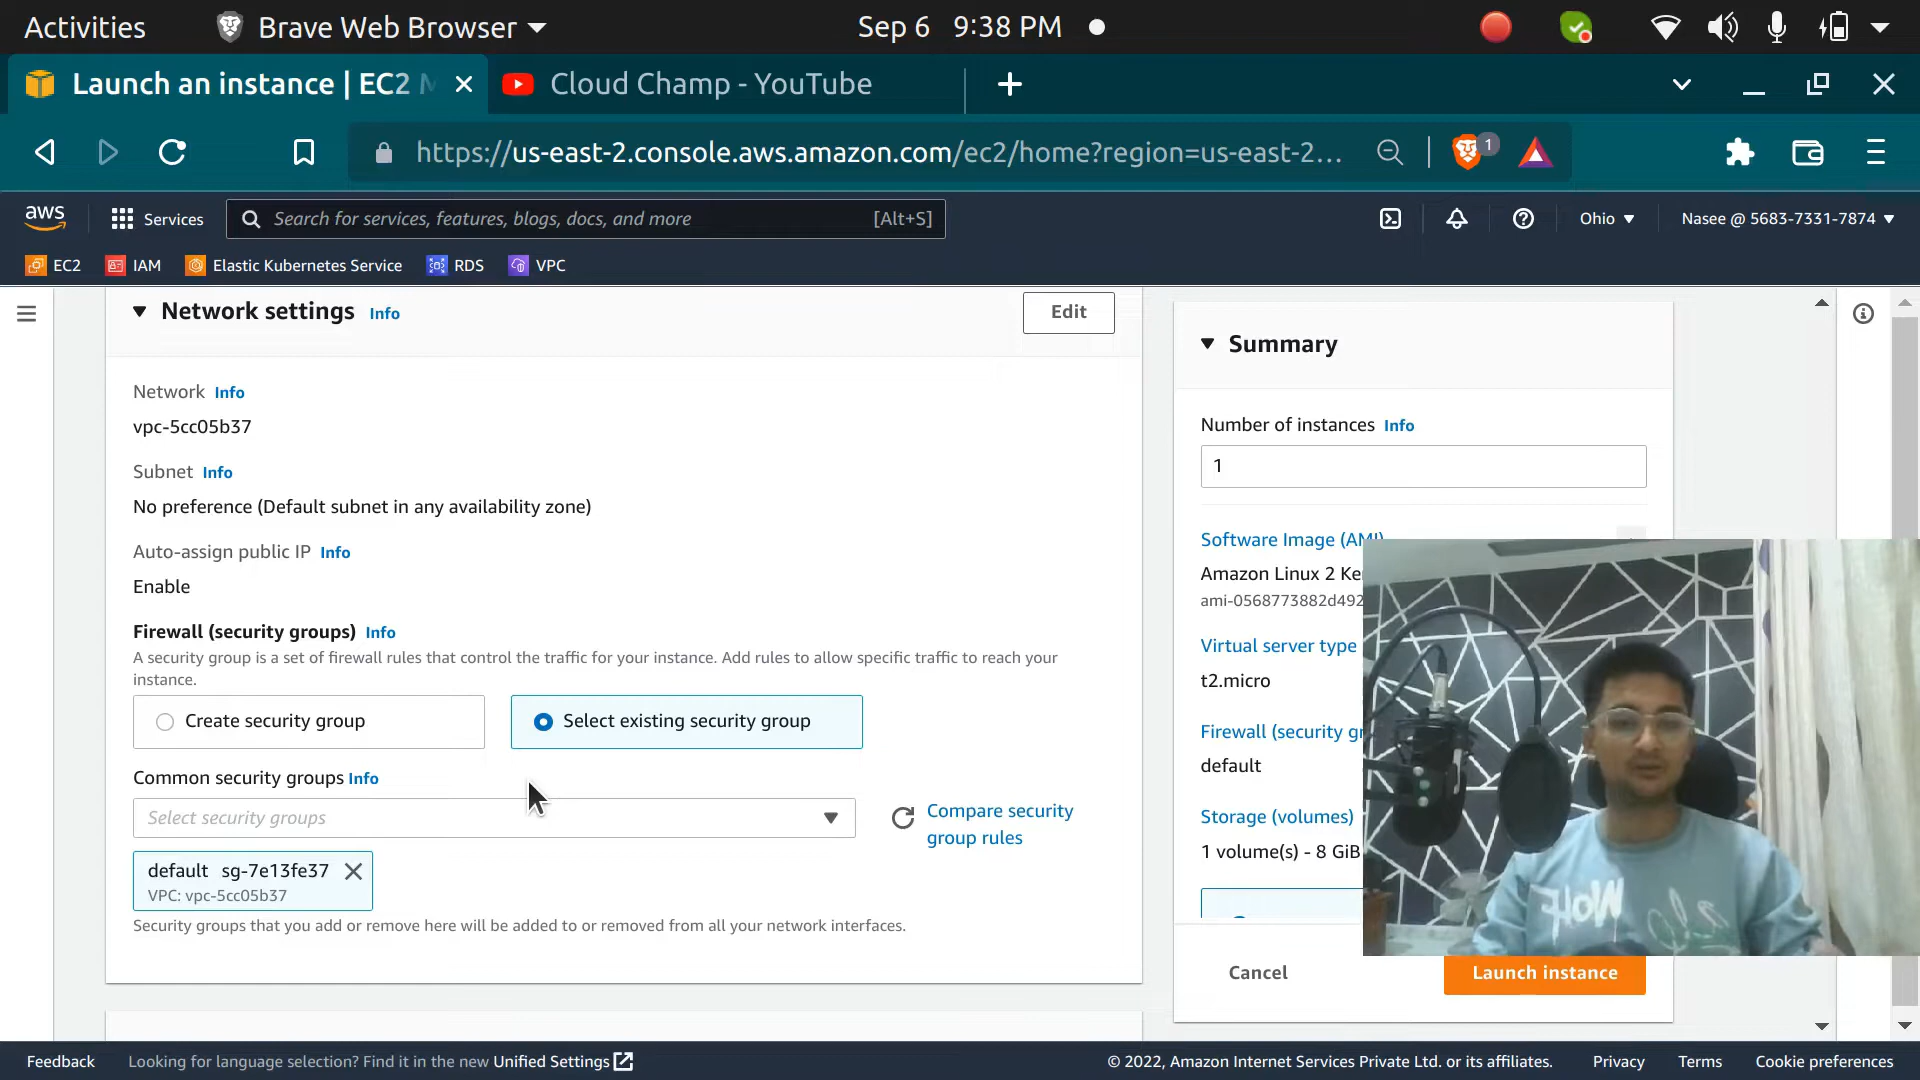 Activities
Brave Web Browser
Sep 6 9:38 PM
Launch an instance | EC2 M
Cloud Champ - YouTube
https://us-east-2.console.aws.amazon.com/ec2/home?region=us-east-2...
1
aws
Services
Search for services, features, blogs, docs, and more [Alt+S]
Ohio
Nasee @ 5683-7331-7874
EC2
IAM
Elastic Kubernetes Service
RDS
VPC
Network settings Info
Edit
Network Info
vpc-5cc05b37
Subnet Info
No preference (Default subnet in any availability zone)
Auto-assign public IP Info
Enable
Firewall (security groups) Info
A security group is a set of firewall rules that control the traffic for your instance. Add rules to allow specific traffic to reach your
instance.
Create security group
Select existing security group
Common security groups Info
Select security groups
Compare security
group rules
default sg-7e13fe37
VPC: vpc-5cc05b37
Security groups that you add or remove here will be added to or removed from all your network interfaces.
Summary
Number of instances Info
1
Software Image (AMI)
Amazon Linux 2 Ke
ami-0568773882d492
Virtual server type
t2.micro
Firewall (security gr
default
Storage (volumes)
1 volume(s) - 8 GiB
Cancel
Launch instance
Feedback
Looking for language selection? Find it in the new Unified Settings
© 2022, Amazon Internet Services Private Ltd. or its affiliates.
Privacy
Terms
Cookie preferences